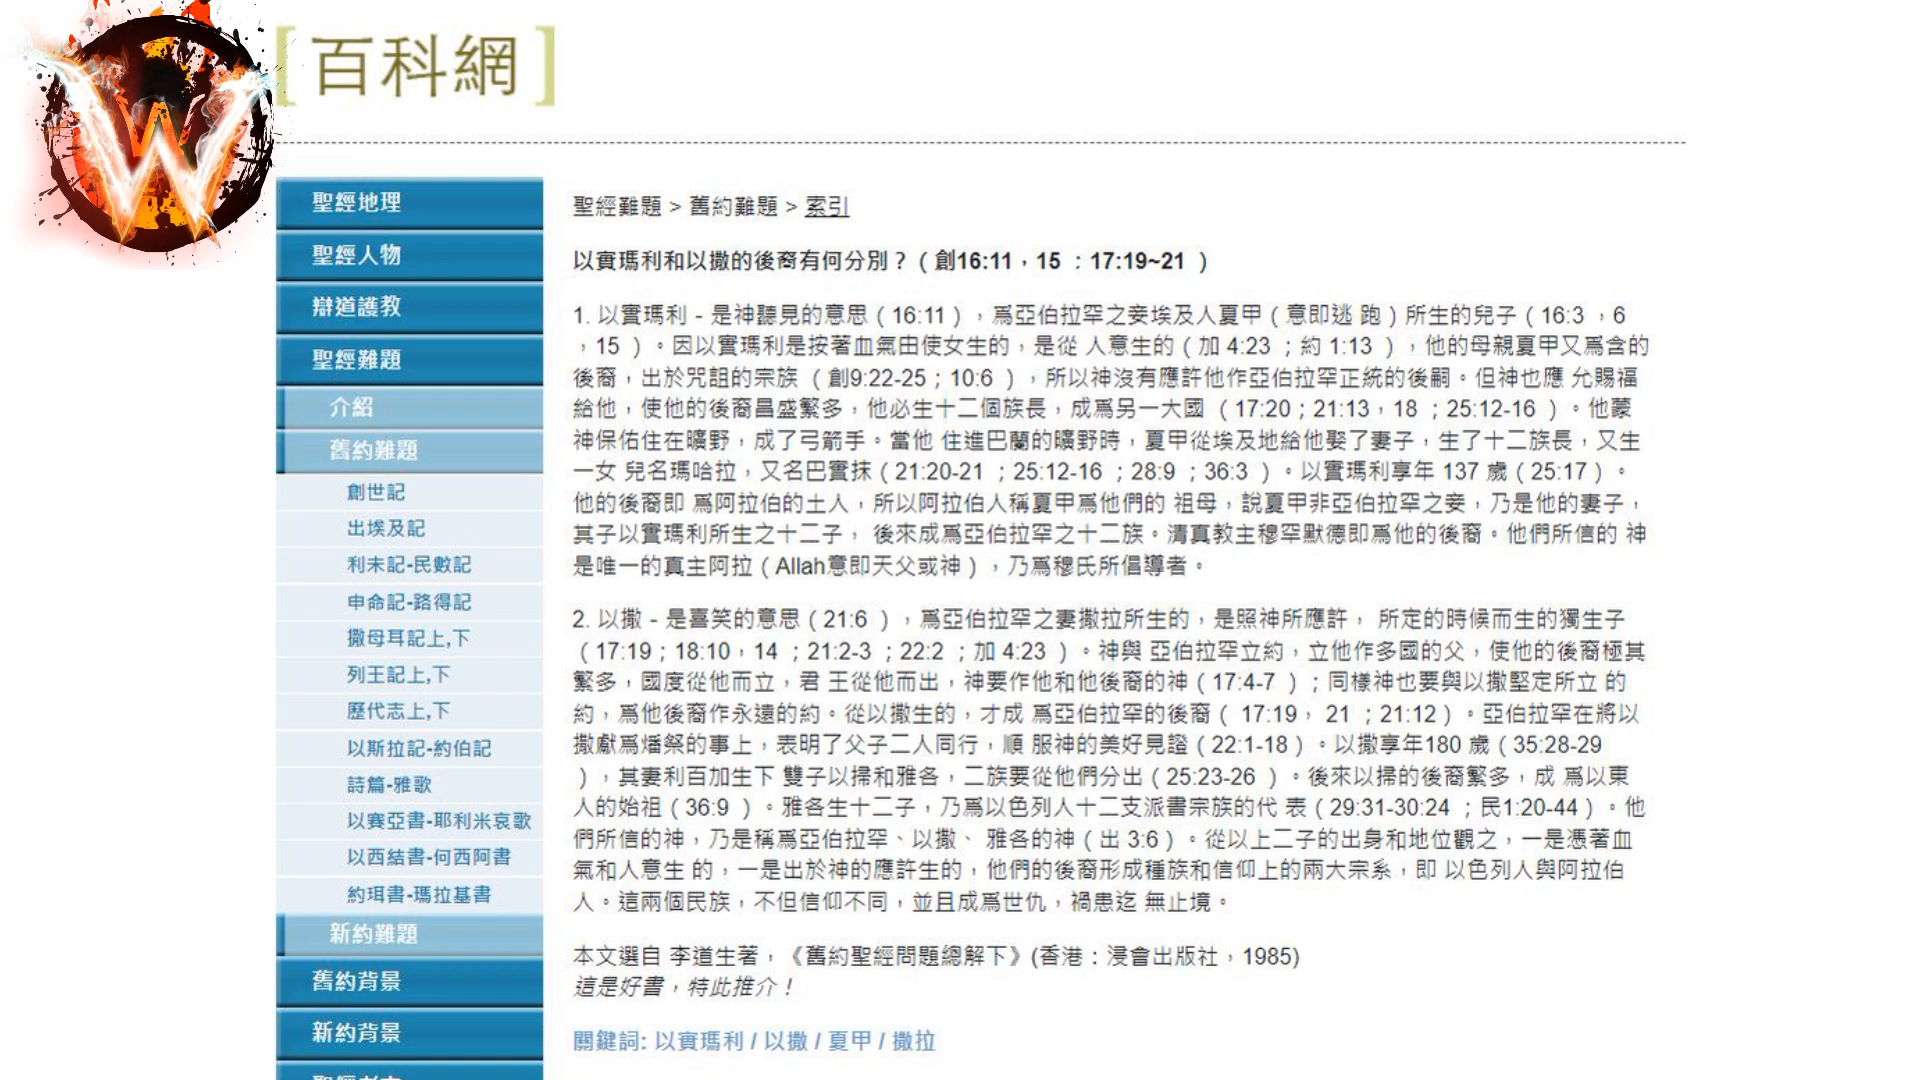 W
[百科網]
聖經地理
聖經人物
辯道護教
聖經難題
介紹
舊約難題
創世記
出埃及記
利未記-民數記
申命記-路得記
撒母耳記上,下
列王記上,下
歷代志上,下
以斯拉記-約伯記
詩篇-雅歌
以賽亞書-耶利米哀歌
以西結書-何西阿書
約珥書-瑪拉基書
新約難題
舊約背景
新約背景
聖經難題 > 舊約難題 > 索引
以實瑪利和以撒的後裔有何分別？（創16:11，15 ：17:19~21 ）
1. 以實瑪利 - 是神聽見的意思（16:11），爲亞伯拉罕之妾埃及人夏甲（意即逃 跑）所生的兒子（16:3 ，6
，15 ）。因以實瑪利是按著血氣由使女生的，是從 人意生的（加 4:23 ；約 1:13 ），他的母親夏甲又爲含的
後裔，出於咒詛的宗族 （創9:22-25；10:6 ），所以神沒有應許他作亞伯拉罕正統的後嗣。但神也應 允賜福
給他，使他的後裔昌盛繁多，他必生十二個族長，成爲另一大國 （17:20；21:13，18 ；25:12-16 ）。他蒙
神保佑住在曠野，成了弓箭手。當他 住進巴蘭的曠野時，夏甲從埃及地給他娶了妻子，生了十二族長，又生
一女 兒名瑪哈拉，又名巴實抹（21:20-21 ；25:12-16 ；28:9 ；36:3 ）。以實瑪利享年 137 歲（25:17）。
他的後裔即 爲阿拉伯的土人，所以阿拉伯人稱夏甲爲他們的 祖母，說夏甲非亞伯拉罕之妾，乃是他的妻子，
其子以實瑪利所生之十二子， 後來成爲亞伯拉罕之十二族。清真教主穆罕默德即爲他的後裔。他們所信的 神
是唯一的真主阿拉（Allah意即天父或神），乃爲穆氏所倡導者。
2. 以撒 - 是喜笑的意思（21:6 ），爲亞伯拉罕之妻撒拉所生的，是照神所應許， 所定的時候而生的獨生子
（17:19；18:10，14 ；21:2-3 ；22:2 ；加 4:23 ）。神與 亞伯拉罕立約，立他作多國的父，使他的後裔極其
繁多，國度從他而立，君 王從他而出，神要作他和他後裔的神（17:4-7 ）；同樣神也要與以撒堅定所立 的
約，爲他後裔作永遠的約。從以撒生的，才成 爲亞伯拉罕的後裔（ 17:19， 21 ；21:12）。亞伯拉罕在將以
撒獻爲燔祭的事上，表明了父子二人同行，順 服神的美好見證（22:1-18）。以撒享年180 歲（35:28-29
），其妻利百加生下 雙子以掃和雅各，二族要從他們分出（25:23-26 ）。後來以掃的後裔繁多，成 爲以東
人的始祖（36:9 ）。雅各生十二子，乃爲以色列人十二支派書宗族的代 表（29:31-30:24 ；民1:20-44）。他
們所信的神，乃是稱爲亞伯拉罕、以撒、 雅各的神（出 3:6）。從以上二子的出身和地位觀之，一是憑著血
氣和人意生 的，一是出於神的應許生的，他們的後裔形成種族和信仰上的兩大宗系，即 以色列人與阿拉伯
人。這兩個民族，不但信仰不同，並且成爲世仇，禍患迄 無止境。
本文選自 李道生著，《舊約聖經問題總解下》(香港：浸會出版社，1985)
這是好書，特此推介！
關鍵詞: 以實瑪利 / 以撒 / 夏甲 / 撒拉